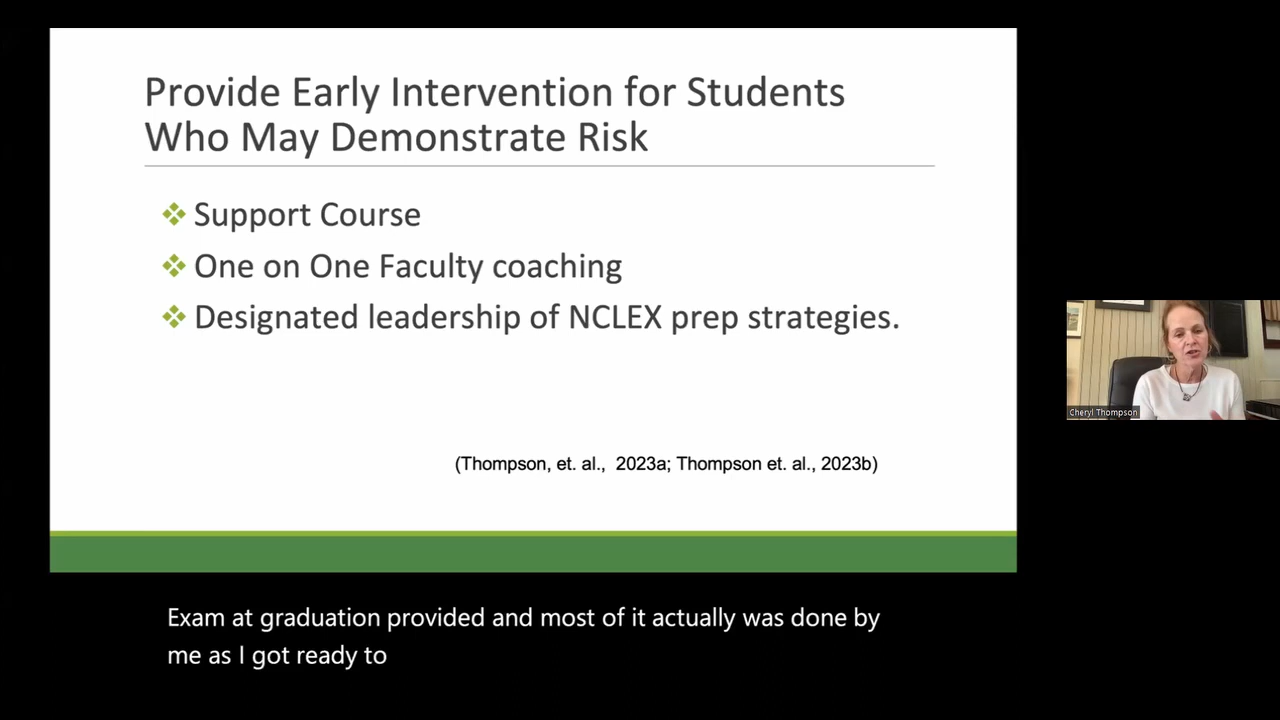 Provide Early Intervention for Students
Who May Demonstrate Risk
Support Course
One on One Faculty coaching
Designated leadership of NCLEX prep strategies.
(Thompson, et. al.,  2023a; Thompson et. al., 2023b)
Cheryl Thompson
Exam at graduation provided and most of it actually was done by
me as I got ready to